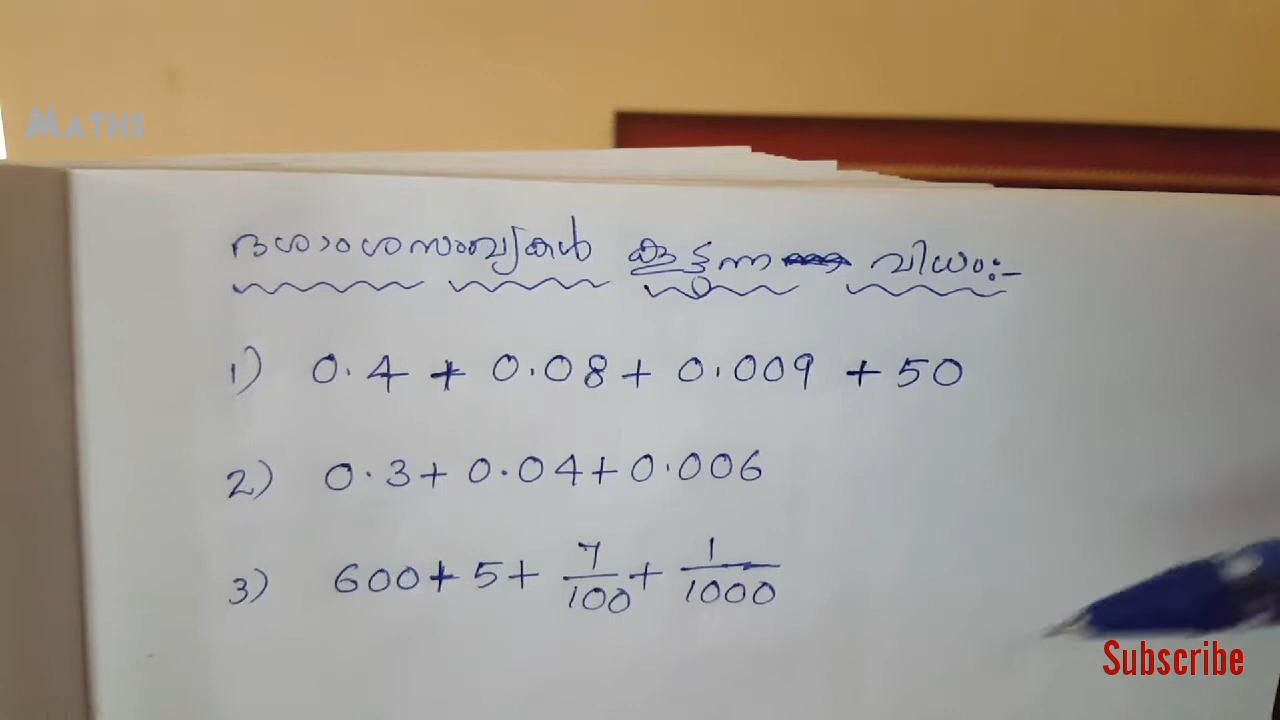 MATHS
ദശാംശസംഖ്യകൾ കൂട്ടുന്ന വിധം:-
1) 0.4 + 0.08 + 0.009 + 50
2) 0.3 + 0.04 + 0.006
3) 600 + 5 + 7/100 + 1/1000
Subscribe